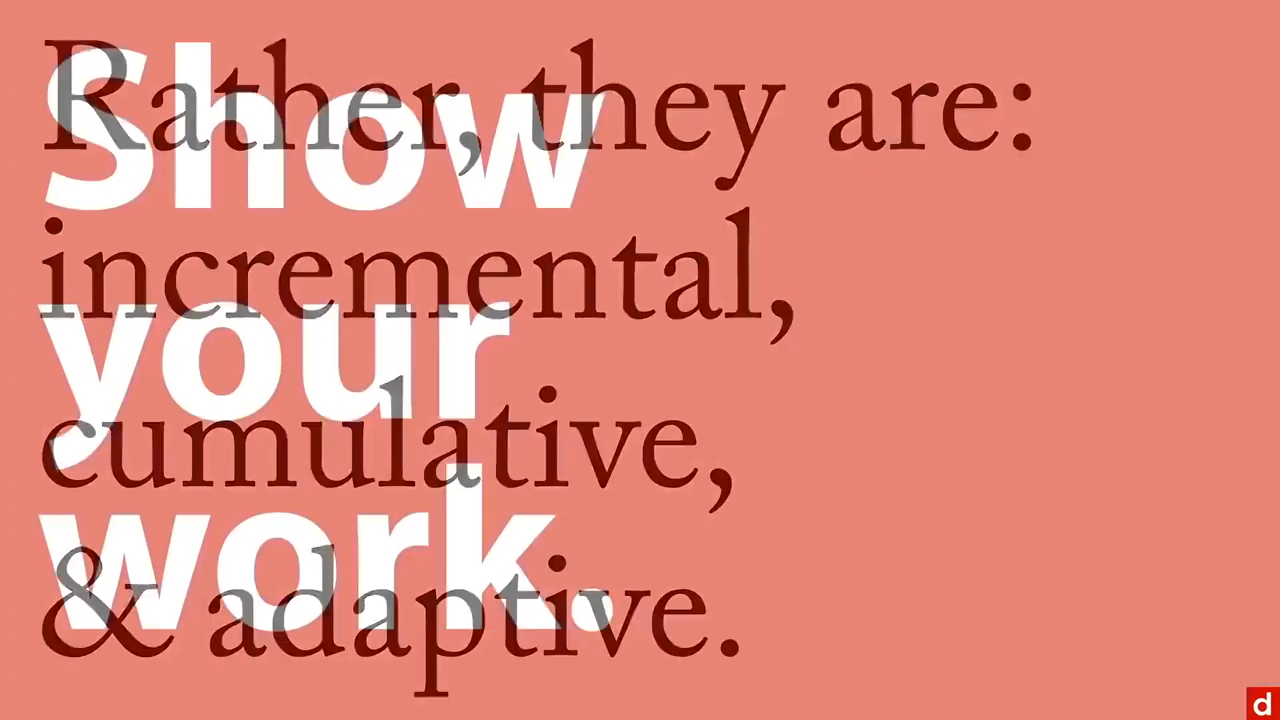 Rather, they are:
incremental,
cumulative,
& adaptive.
Show
your
work.
d